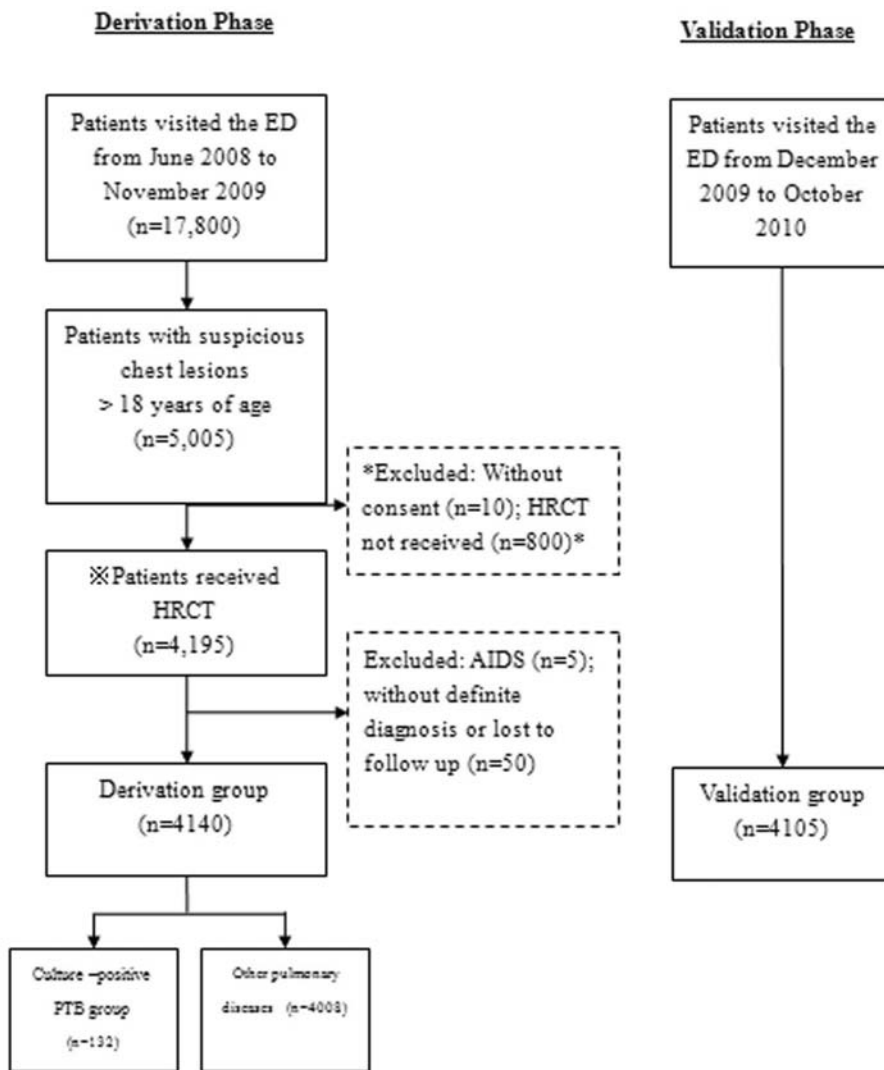 Derivation Phase
Patients visited the ED
from June 2008 to
November 2009
(n=17,800)
Patients with suspicious
chest lesions
> 18 years of age
(n=5,005)
*Excluded: Without
consent (n=10); HRCT
not received (n=800)*
※Patients received
HRCT
(n=4,195)
Excluded: AIDS (n=5);
without definite
diagnosis or lost to
follow up (n=50)
Derivation group
(n=4140)
Culture –positive
PTB group
(n=132)
Other pulmonary
diseases (n=4008)
Validation Phase
Patients visited the
ED from December
2009 to October
2010
Validation group
(n=4105)